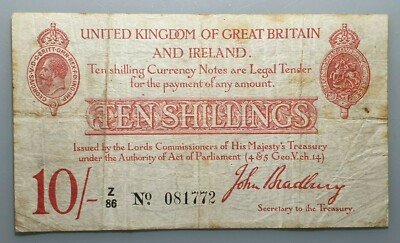 UNITED KINGDOM OF GREAT BRITAIN
AND IRELAND.
Ten shilling Currency Notes are Legal Tender
for the payment of any amount.
TEN SHILLINGS
Issued by the Lords Commissioners of His Majesty's Treasury
under the Authority of Act of Parliament (4 & 5 Geo.V. ch.14)
10/- Z/86 No 081772 John Bradbury
Secretary to the Treasury.